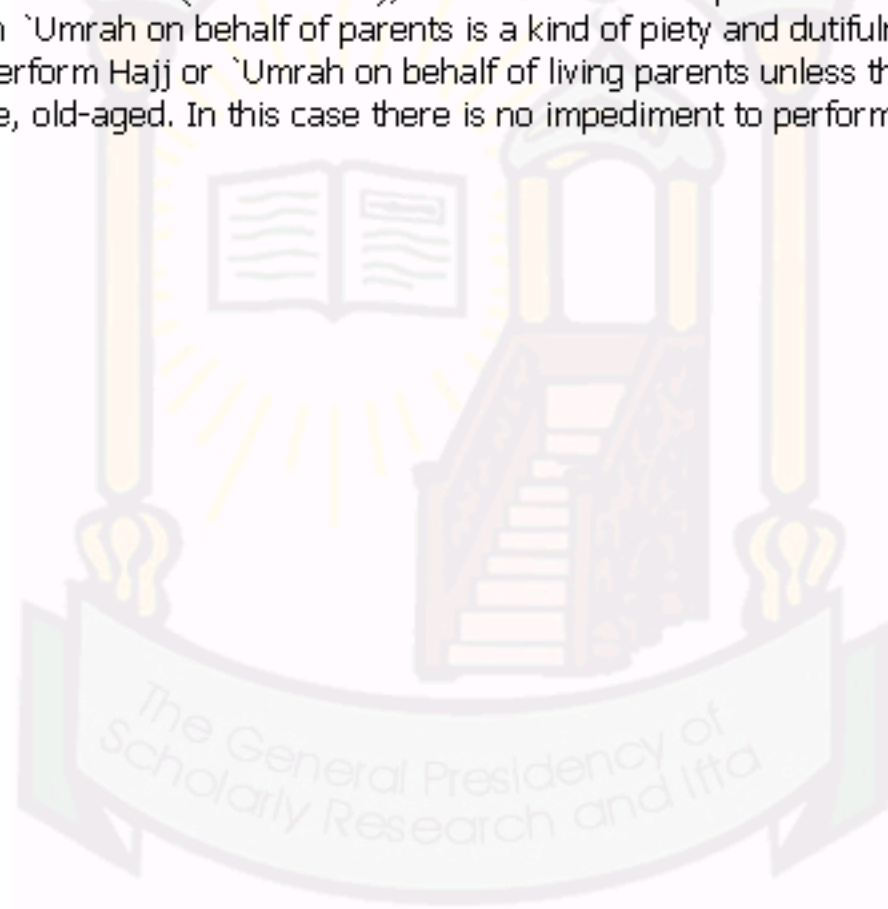 `Umrah on behalf of parents is a kind of piety and
erform Hajj or `Umrah on behalf of living parents unless
old-aged. In this case there is no impediment to perform
The General Presidency of
Scholarly Research and Ifta